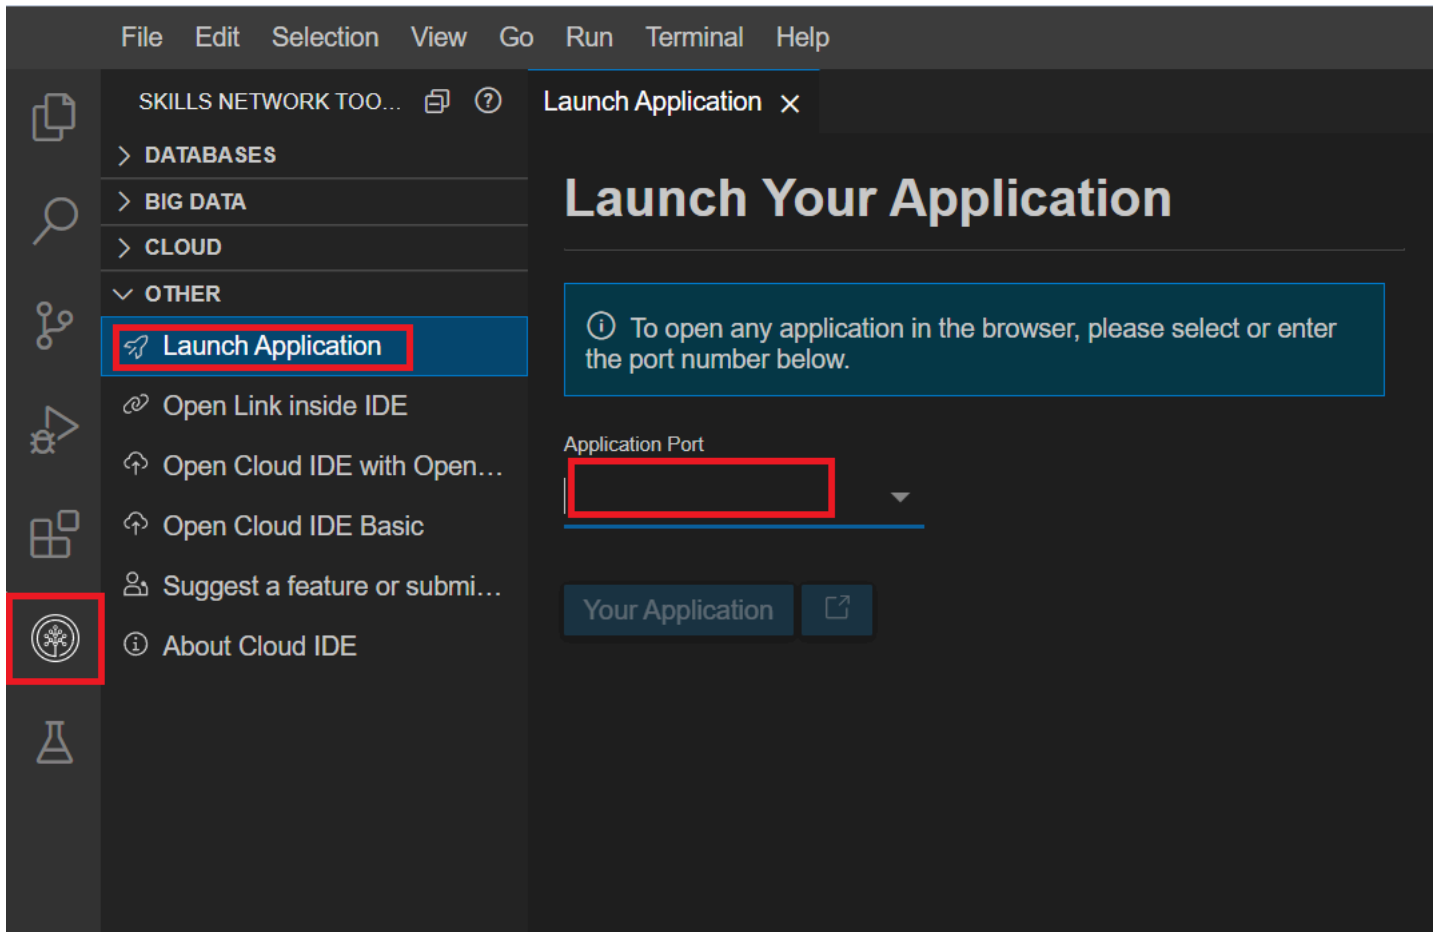 File Edit Selection View Go Run Terminal Help
SKILLS NETWORK TOO...
Launch Application
DATABASES
BIG DATA
CLOUD
OTHER
Launch Application
Open Link inside IDE
Open Cloud IDE with Open...
Open Cloud IDE Basic
Suggest a feature or submi...
About Cloud IDE
Launch Your Application
To open any application in the browser, please select or enter
the port number below.
Application Port
Your Application